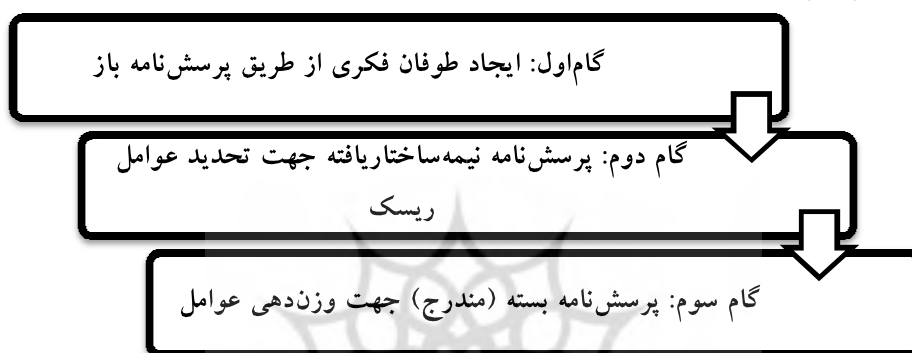 گام‌اول: ایجاد طوفان فکری از طریق پرسش‌نامه باز
گام دوم: پرسش‌نامه نیمه‌ساختاریافته جهت تحدید عوامل
ریسک
گام سوم: پرسش‌نامه بسته (مندرج) جهت وزن‌دهی عوامل